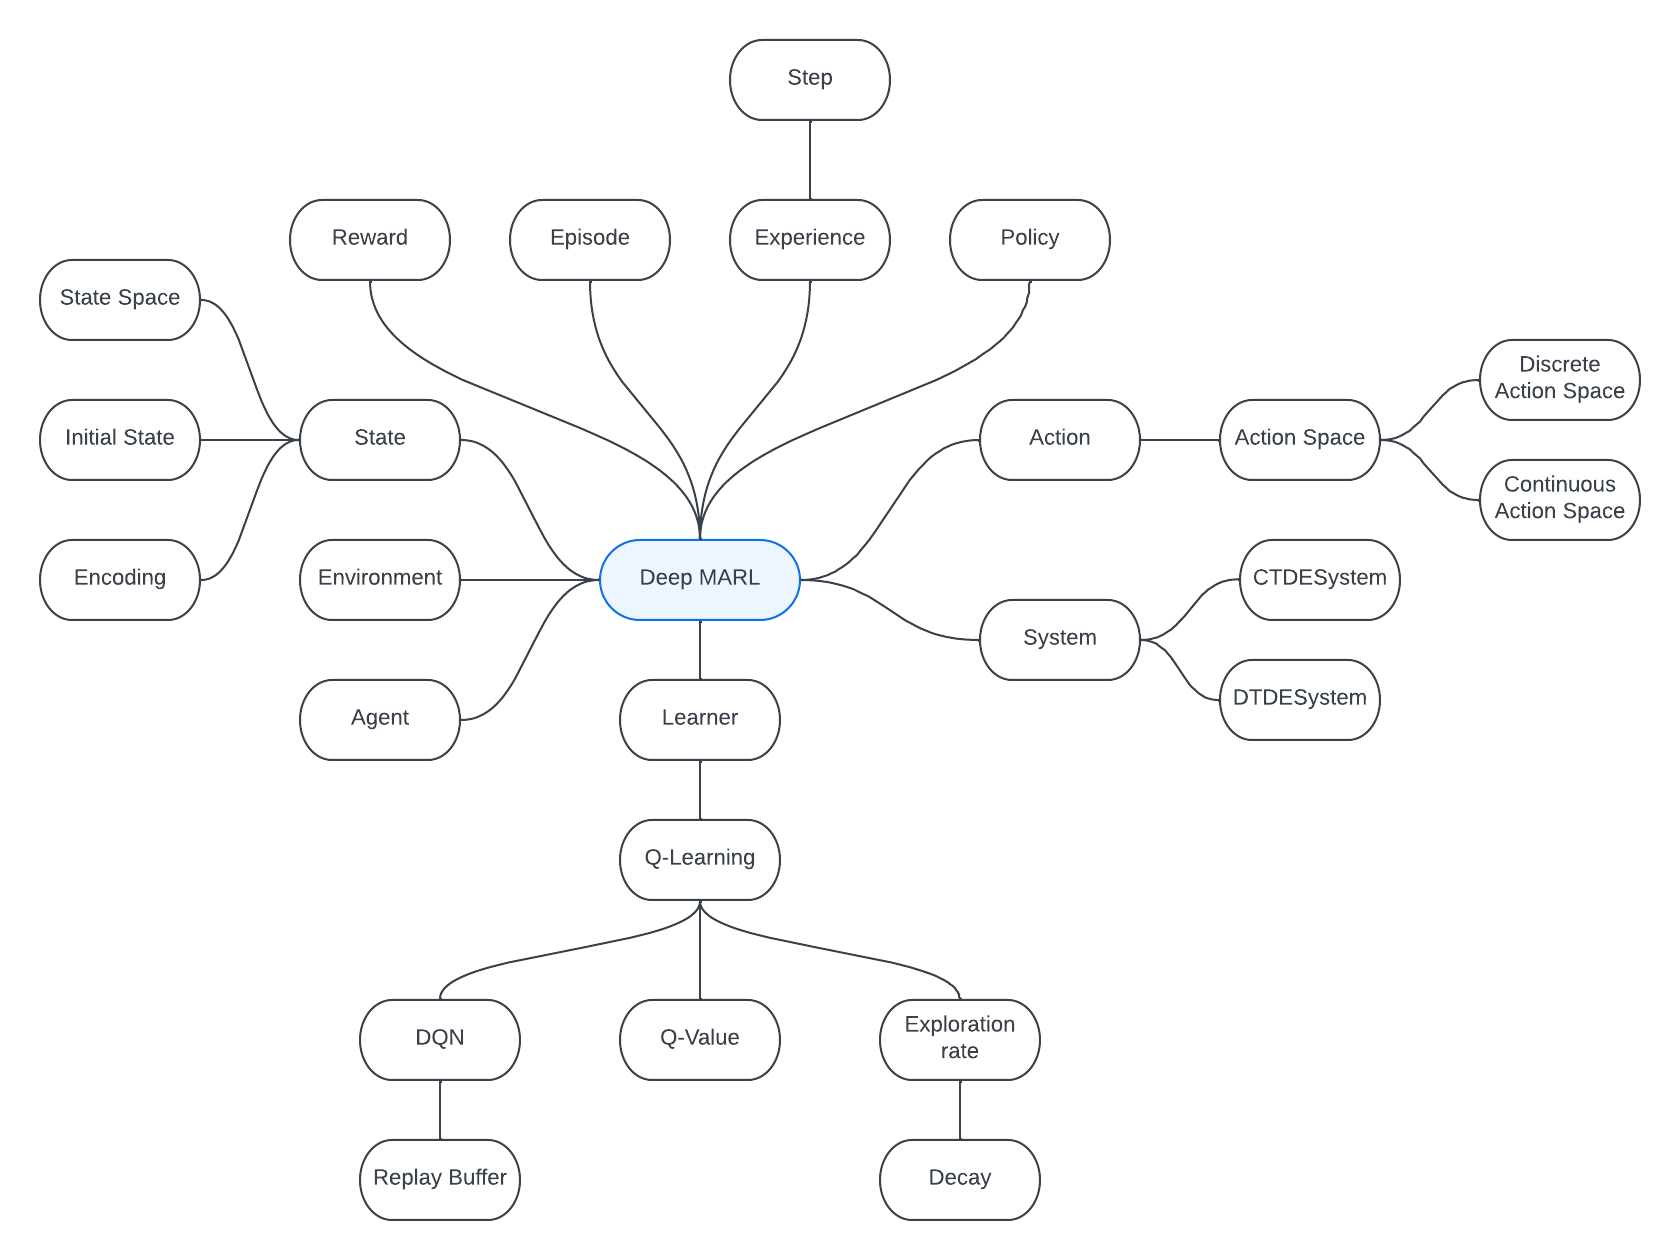 Step
Reward
Episode
Experience
Policy
State Space
Discrete
Action Space
Initial State
State
Action
Action Space
Continuous
Action Space
Encoding
Environment
Deep MARL
CTDESystem
System
DTDESystem
Agent
Learner
Q-Learning
DQN
Q-Value
Exploration
rate
Replay Buffer
Decay